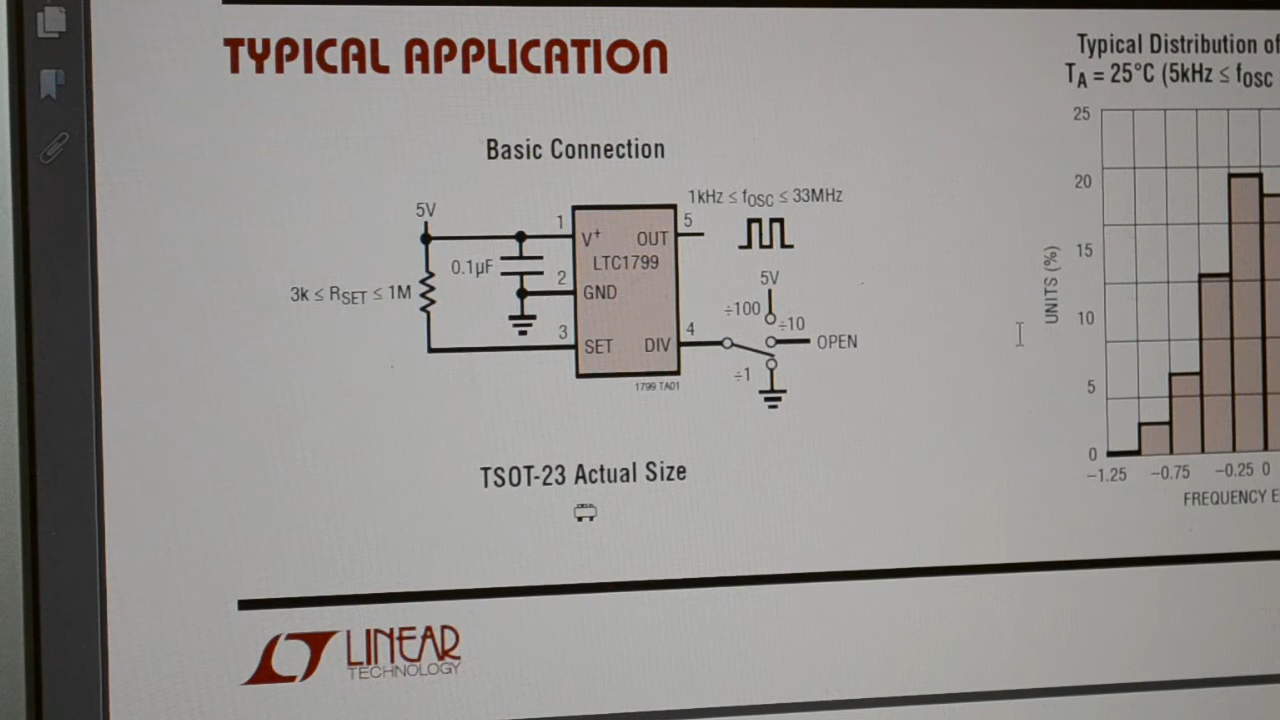 TYPICAL APPLICATION
Basic Connection
5V
3k ≤ RSET ≤ 1M
0.1µF
1
2
3
V+
OUT
LTC1799
GND
SET
DIV
5
4
1799 TA01
1kHz ≤ fOSC ≤ 33MHz
5V
÷100
÷10
OPEN
÷1
TSOT-23 Actual Size
Typical Distribution of
TA = 25°C (5kHz ≤ fOSC
25
20
15
10
5
0
UNITS (%)
−1.25
−0.75
−0.25
0
FREQUENCY E
LINEAR
TECHNOLOGY